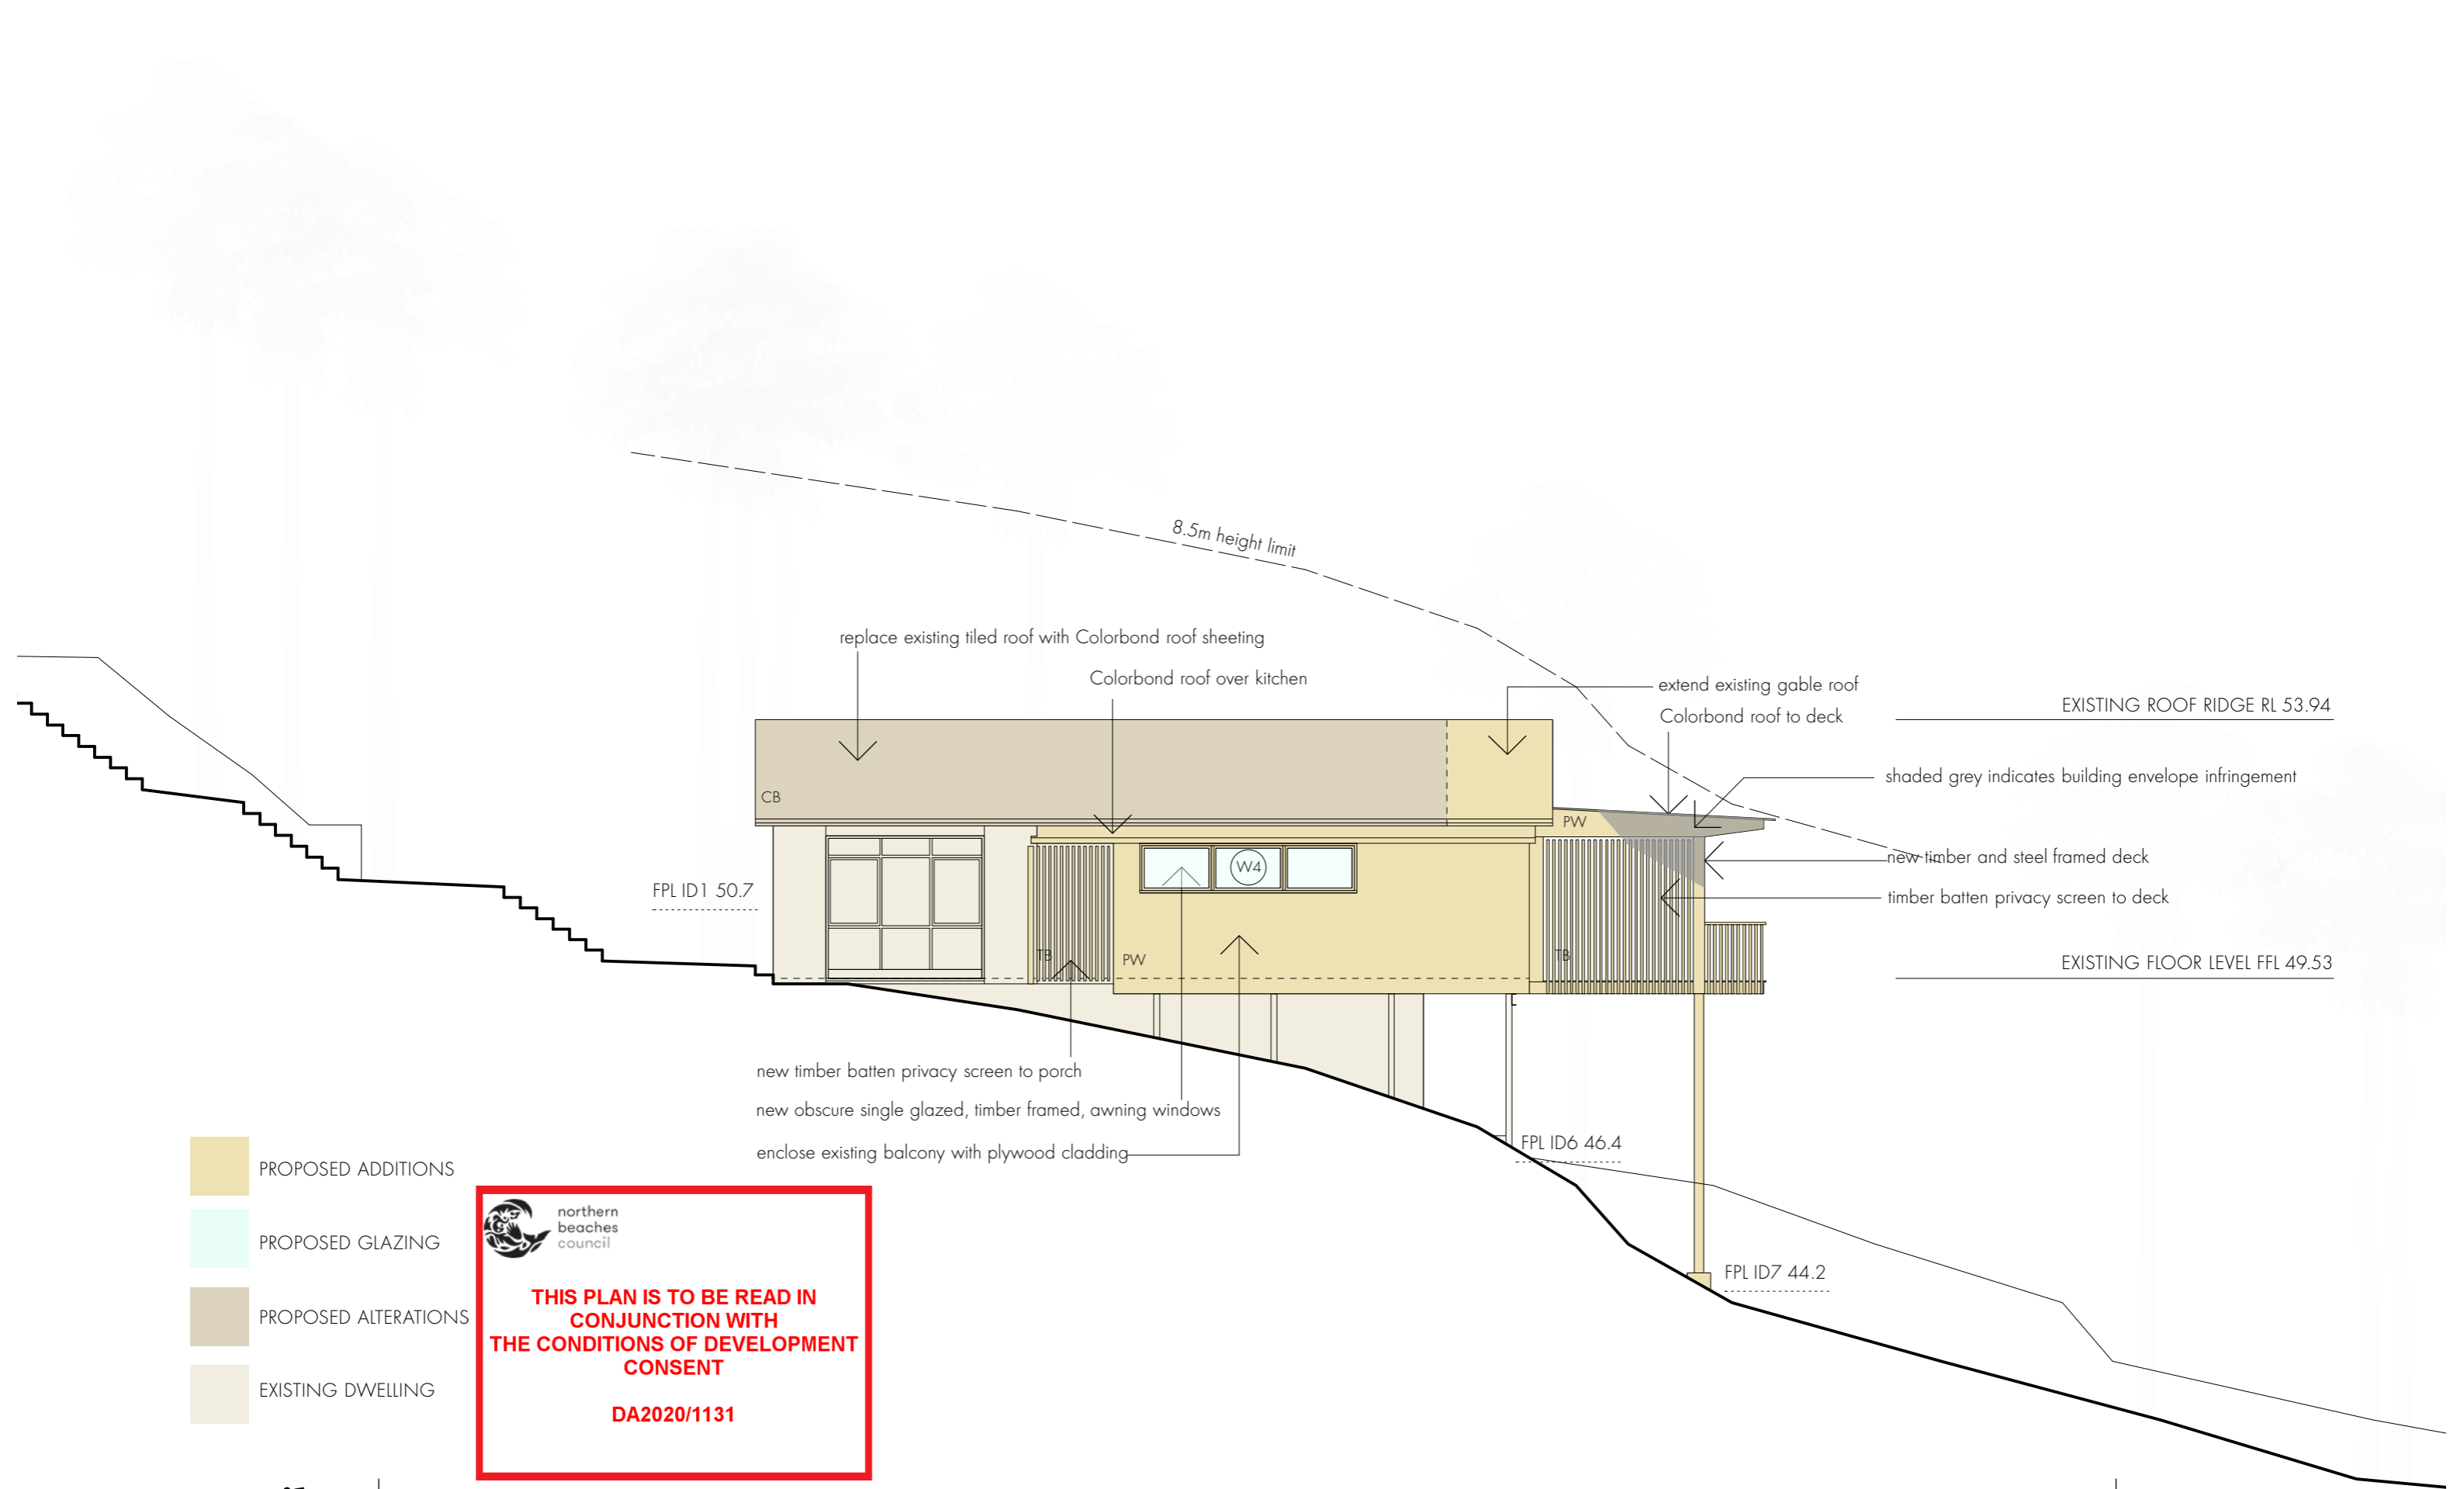 8.5m height limit
replace existing tiled roof with Colorbond roof sheeting
Colorbond roof over kitchen
extend existing gable roof
Colorbond roof to deck
EXISTING ROOF RIDGE RL 53.94
shaded grey indicates building envelope infringement
CB
PW
new timber and steel framed deck
W4
FPL ID1 50.7
timber batten privacy screen to deck
TB
PW
TB
EXISTING FLOOR LEVEL FFL 49.53
new timber batten privacy screen to porch
new obscure single glazed, timber framed, awning windows
enclose existing balcony with plywood cladding
FPL ID6 46.4
FPL ID7 44.2
PROPOSED ADDITIONS
PROPOSED GLAZING
PROPOSED ALTERATIONS
EXISTING DWELLING
northern
beaches
council
THIS PLAN IS TO BE READ IN
CONJUNCTION WITH
THE CONDITIONS OF DEVELOPMENT
CONSENT
DA2020/1131